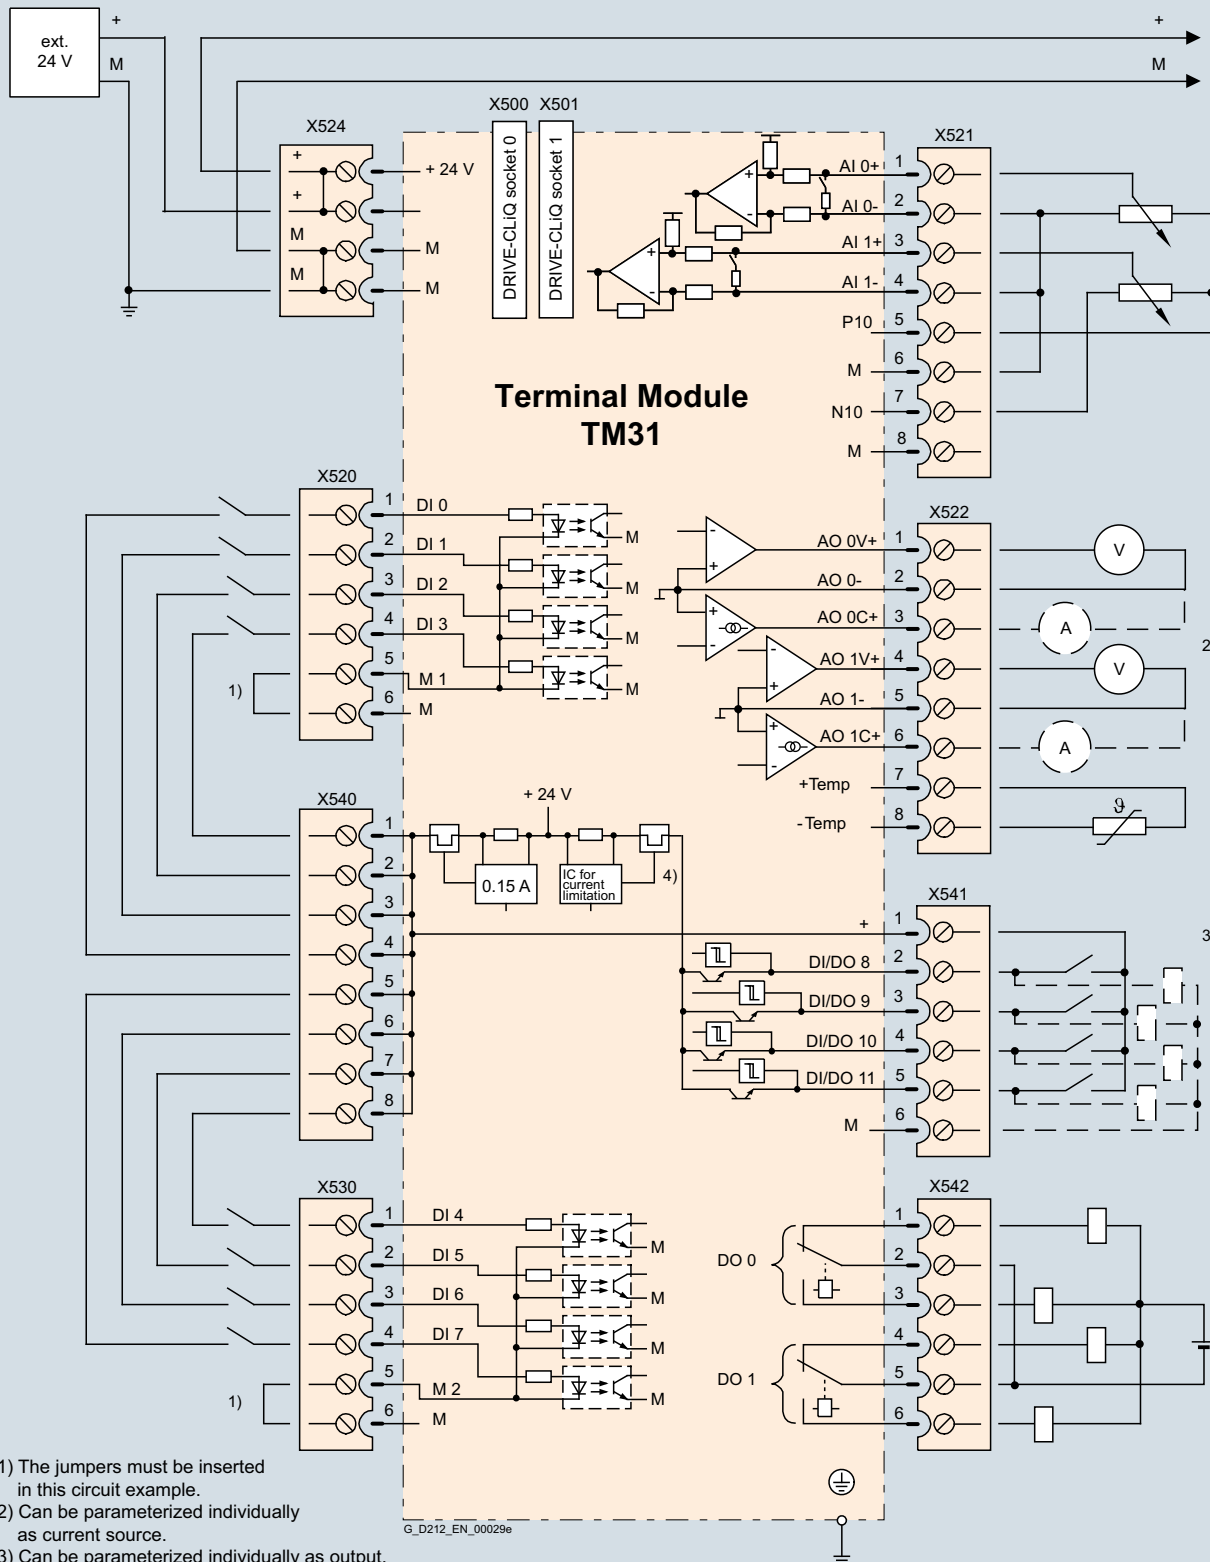 ext.
24 V
+
M
+
M
X524
+
+
M
M
+ 24 V
M
M
X500
X501
DRIVE-CLiQ socket 0
DRIVE-CLiQ socket 1
Terminal Module
TM31
X521
AI 0+ 1
AI 0- 2
AI 1+ 3
AI 1- 4
P10 5
M 6
N10 7
M 8
+
-
+
-
X520
1 DI 0
2 DI 1
3 DI 2
4 DI 3
5 M 1
6 M
1)
M
M
M
M
X522
AO 0V+ 1
AO 0- 2
AO 0C+ 3
AO 1V+ 4
AO 1- 5
AO 1C+ 6
+Temp 7
-Temp 8
-
+
+
-
-
+
+
-
V
A
V
A
ϑ
2
X540
1
2
3
4
5
6
7
8
+ 24 V
0.15 A
IC for
current
limitation
4)
X541
+ 1
DI/DO 8 2
DI/DO 9 3
DI/DO 10 4
DI/DO 11 5
M 6
3
X530
1 DI 4
2 DI 5
3 DI 6
4 DI 7
5 M 2
6 M
1)
M
M
M
M
X542
DO 0
DO 1
1
2
3
4
5
6
1) The jumpers must be inserted
in this circuit example.
2) Can be parameterized individually
as current source.
3) Can be parameterized individually as output.
G_D212_EN_00029e